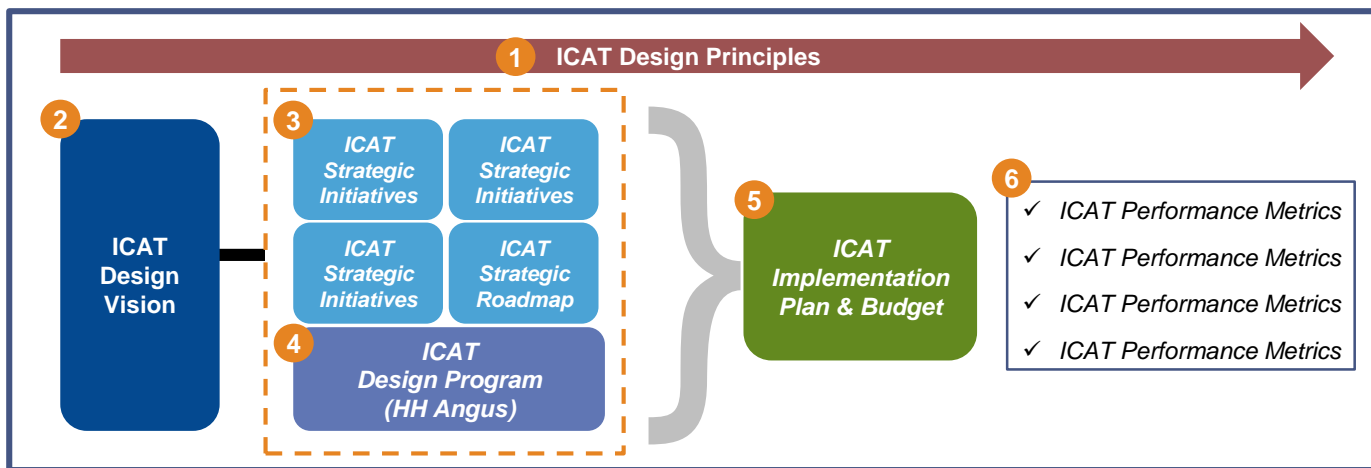 1 ICAT Design Principles
2
ICAT
Design
Vision
3
ICAT
Strategic
Initiatives
ICAT
Strategic
Initiatives
ICAT
Strategic
Initiatives
ICAT
Strategic
Roadmap
4
ICAT
Design Program
(HH Angus)
5
ICAT
Implementation
Plan & Budget
6
✓ ICAT Performance Metrics
✓ ICAT Performance Metrics
✓ ICAT Performance Metrics
✓ ICAT Performance Metrics